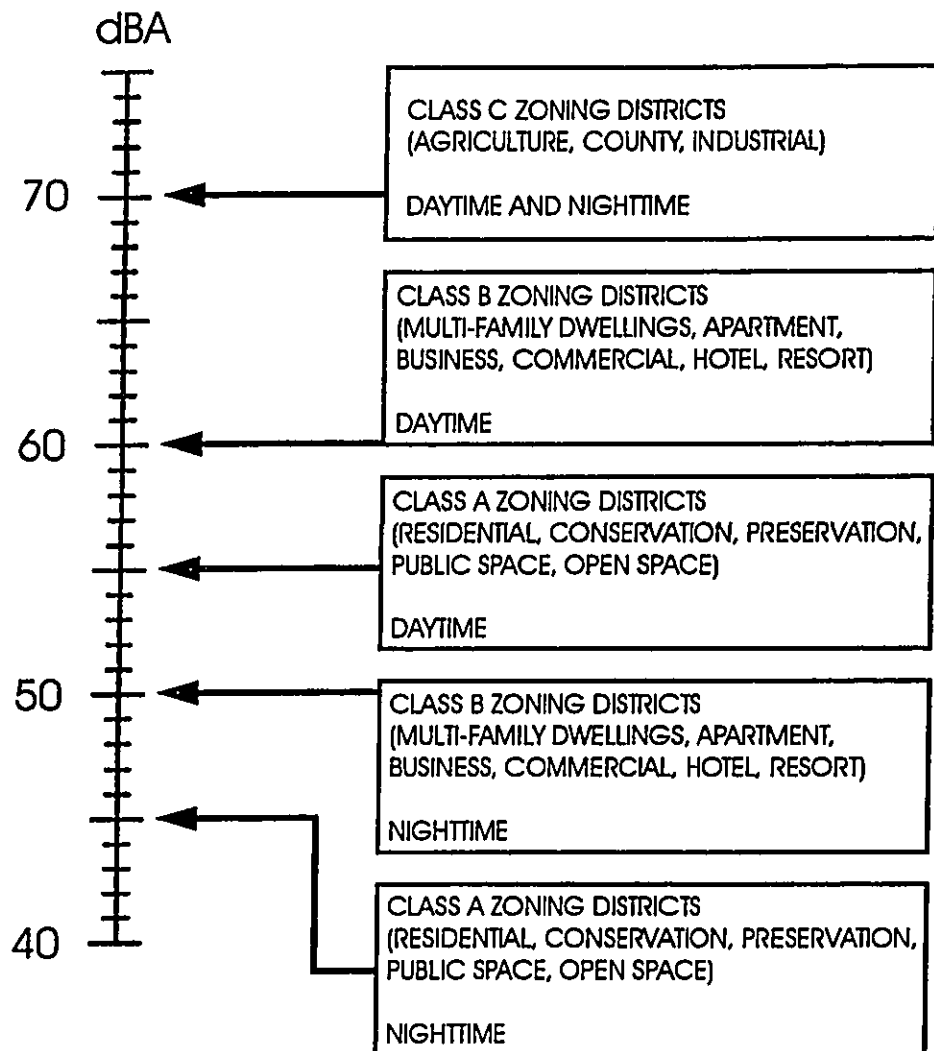 dBA
70
60
50
40
CLASS C ZONING DISTRICTS
(AGRICULTURE, COUNTY, INDUSTRIAL)
DAYTIME AND NIGHTTIME
CLASS B ZONING DISTRICTS
(MULTI-FAMILY DWELLINGS, APARTMENT,
BUSINESS, COMMERCIAL, HOTEL, RESORT)
DAYTIME
CLASS A ZONING DISTRICTS
(RESIDENTIAL, CONSERVATION, PRESERVATION,
PUBLIC SPACE, OPEN SPACE)
DAYTIME
CLASS B ZONING DISTRICTS
(MULTI-FAMILY DWELLINGS, APARTMENT,
BUSINESS, COMMERCIAL, HOTEL, RESORT)
NIGHTTIME
CLASS A ZONING DISTRICTS
(RESIDENTIAL, CONSERVATION, PRESERVATION,
PUBLIC SPACE, OPEN SPACE)
NIGHTTIME